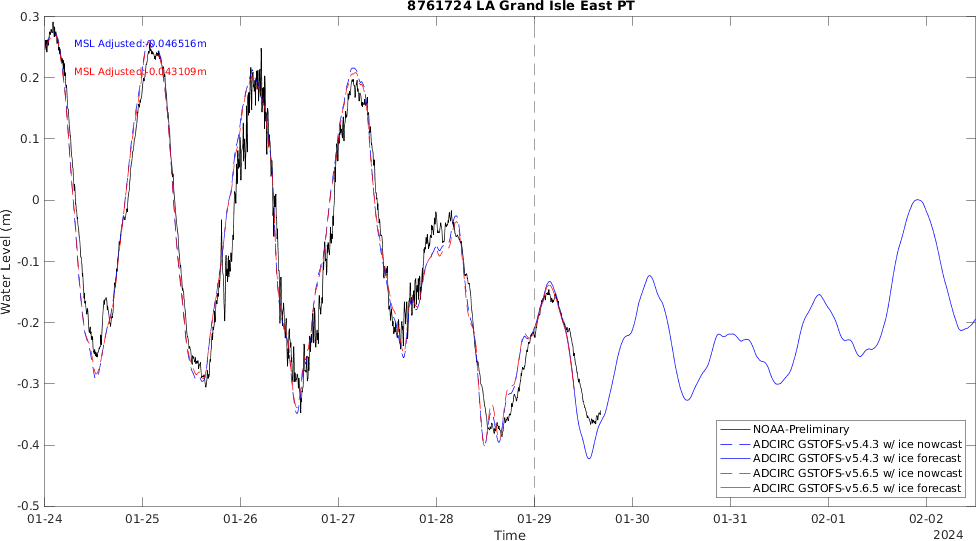 8761724 LA Grand Isle East PT
MSL Adjusted:-0.046516m
MSL Adjusted:-0.043109m
Water Level (m)
0.3
0.2
0.1
0
-0.1
-0.2
-0.3
-0.4
-0.5
NOAA-Preliminary
ADCIRC GSTOFS-v5.4.3 w/ ice nowcast
ADCIRC GSTOFS-v5.4.3 w/ ice forecast
ADCIRC GSTOFS-v5.6.5 w/ ice nowcast
ADCIRC GSTOFS-v5.6.5 w/ ice forecast
01-24 01-25 01-26 01-27 01-28 01-29 01-30 01-31 02-01 02-02
Time
2024